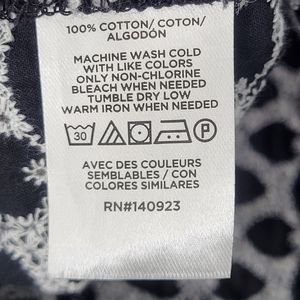 100% COTTON/ COTON/
ALGODÓN
MACHINE WASH COLD
WITH LIKE COLORS
ONLY NON-CHLORINE
BLEACH WHEN NEEDED
TUMBLE DRY LOW
WARM IRON WHEN NEEDED
30 P
AVEC DES COULEURS
SEMBLABLES / CON
COLORES SIMILARES
RN#140923